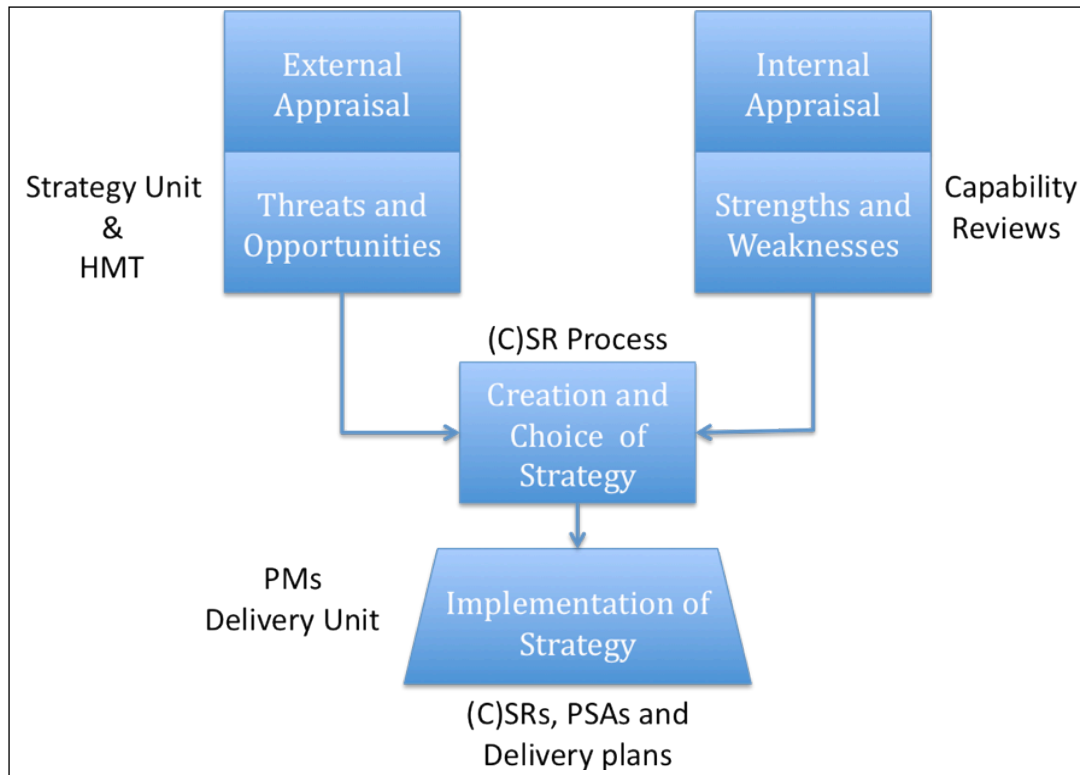 External
Appraisal
Internal
Appraisal
Strategy Unit
&
HMT
Threats and
Opportunities
Strengths and
Weaknesses
Capability
Reviews
(C)SR Process
Creation and
Choice of
Strategy
PMs
Delivery Unit
Implementation of
Strategy
(C)SRs, PSAs and
Delivery plans